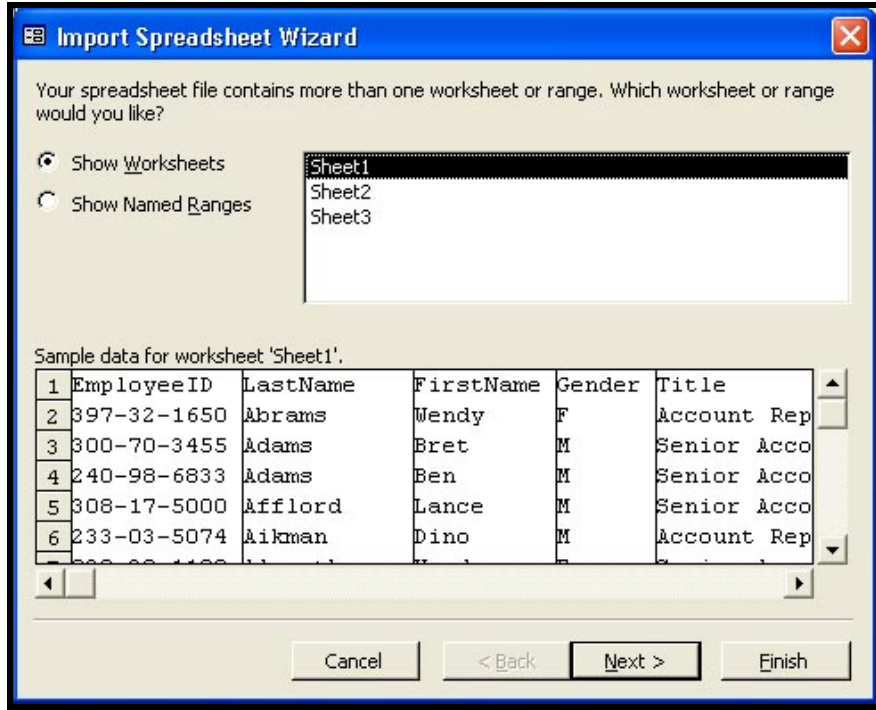 Import Spreadsheet Wizard
Your spreadsheet file contains more than one worksheet or range. Which worksheet or range
would you like?
Show Worksheets
Show Named Ranges
Sheet1
Sheet2
Sheet3
Sample data for worksheet 'Sheet1'.
1 EmployeeID LastName FirstName Gender Title
2 397-32-1650 Abrams Wendy F Account Rep
3 300-70-3455 Adams Bret M Senior Acco
4 240-98-6833 Adams Ben M Senior Acco
5 308-17-5000 Afflord Lance M Senior Acco
6 233-03-5074 Aikman Dino M Account Rep
Cancel < Back Next > Finish